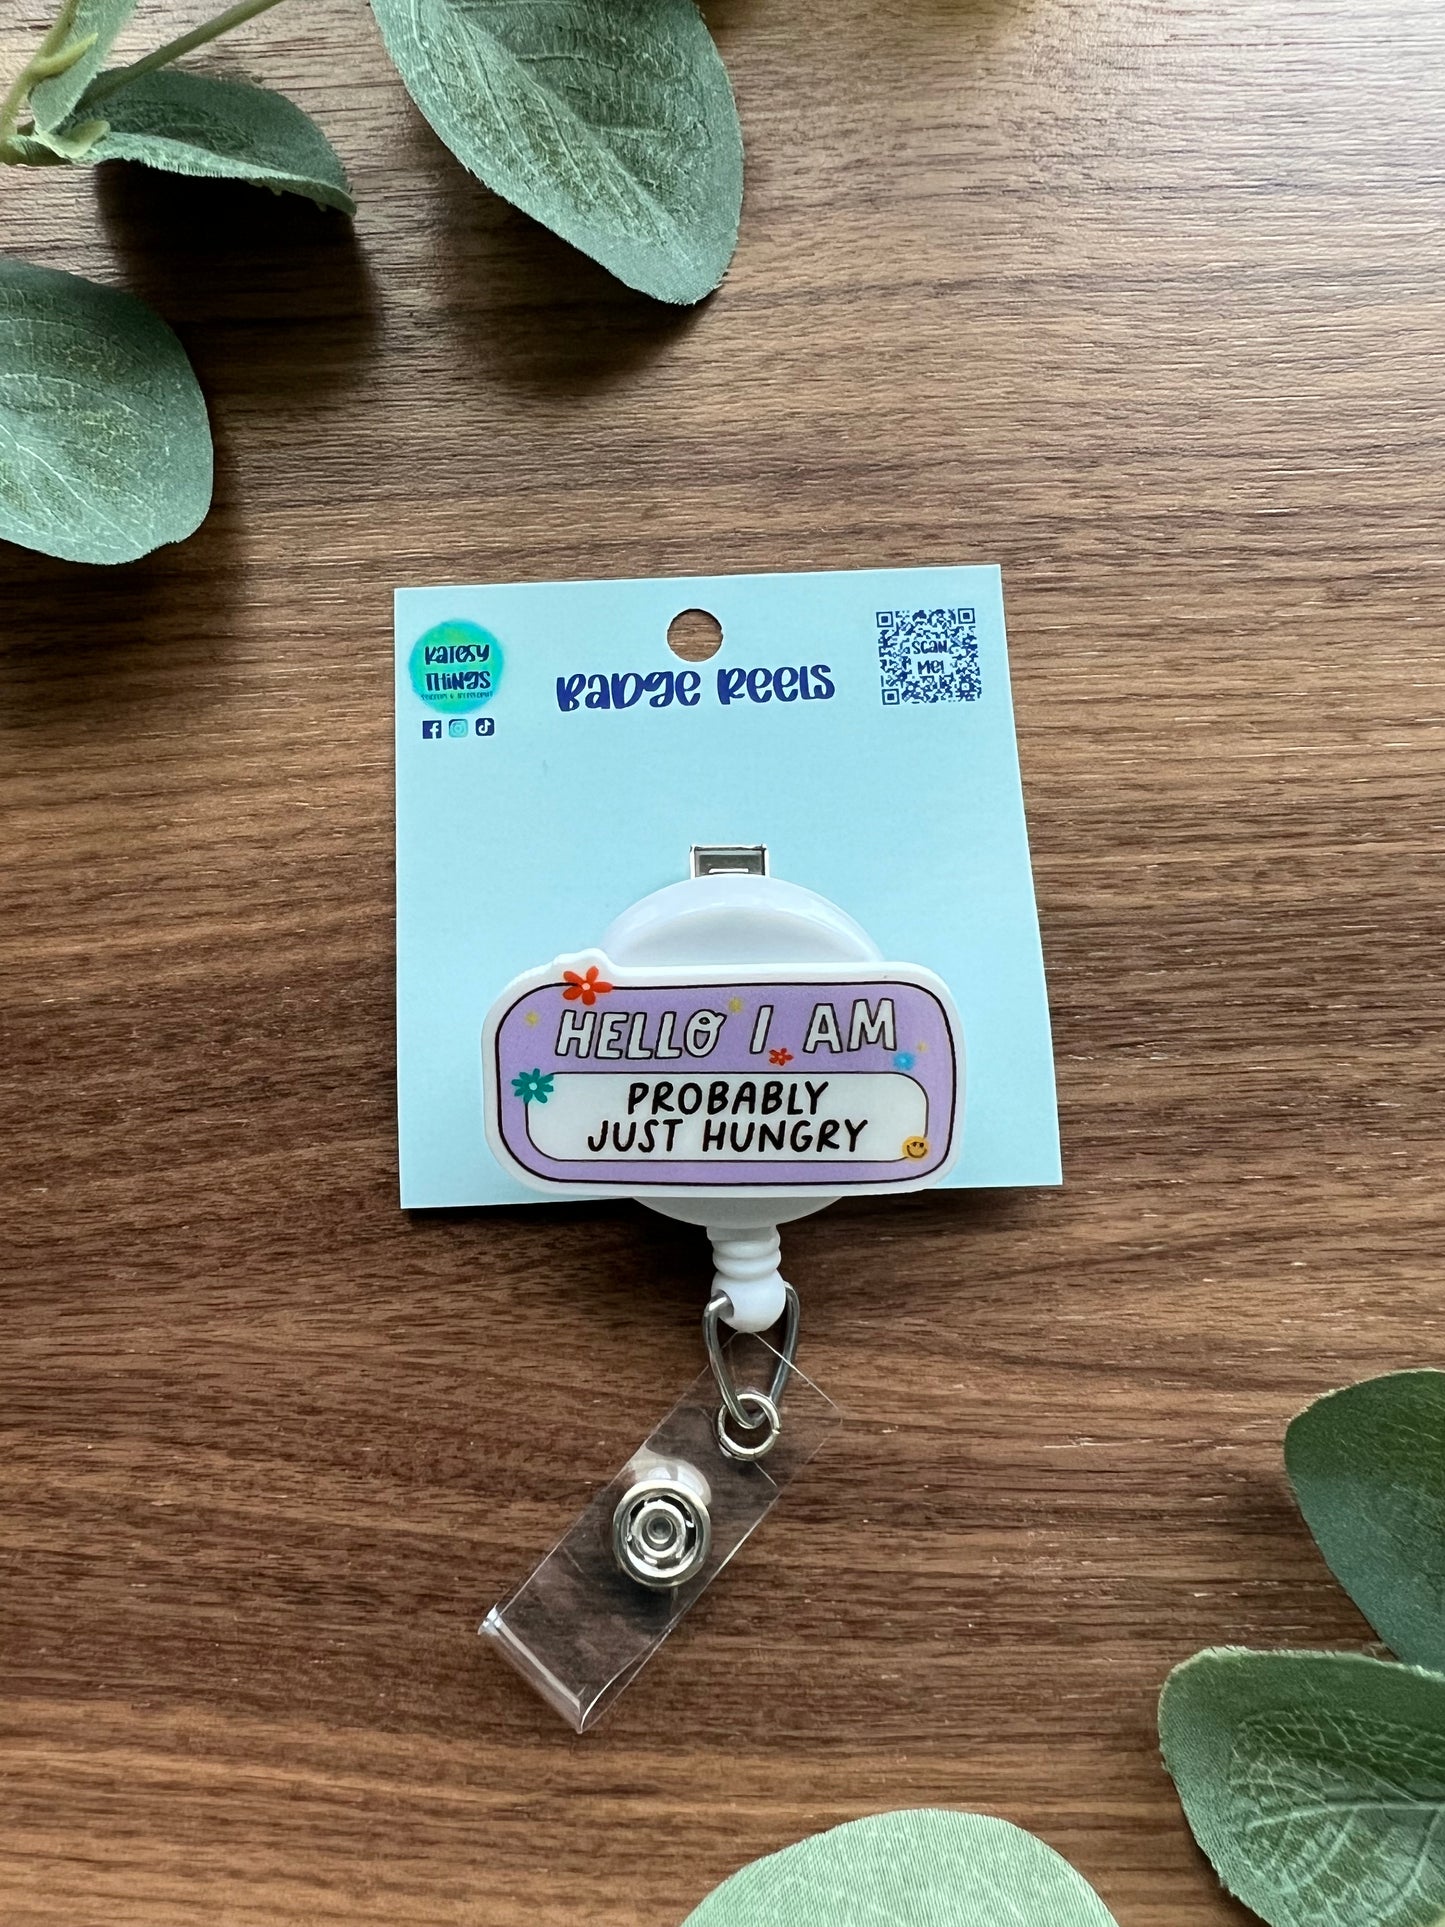 KATESY
THINGS
BADGE REELS
SCAN
ME!
HELLO I AM
PROBABLY
JUST HUNGRY